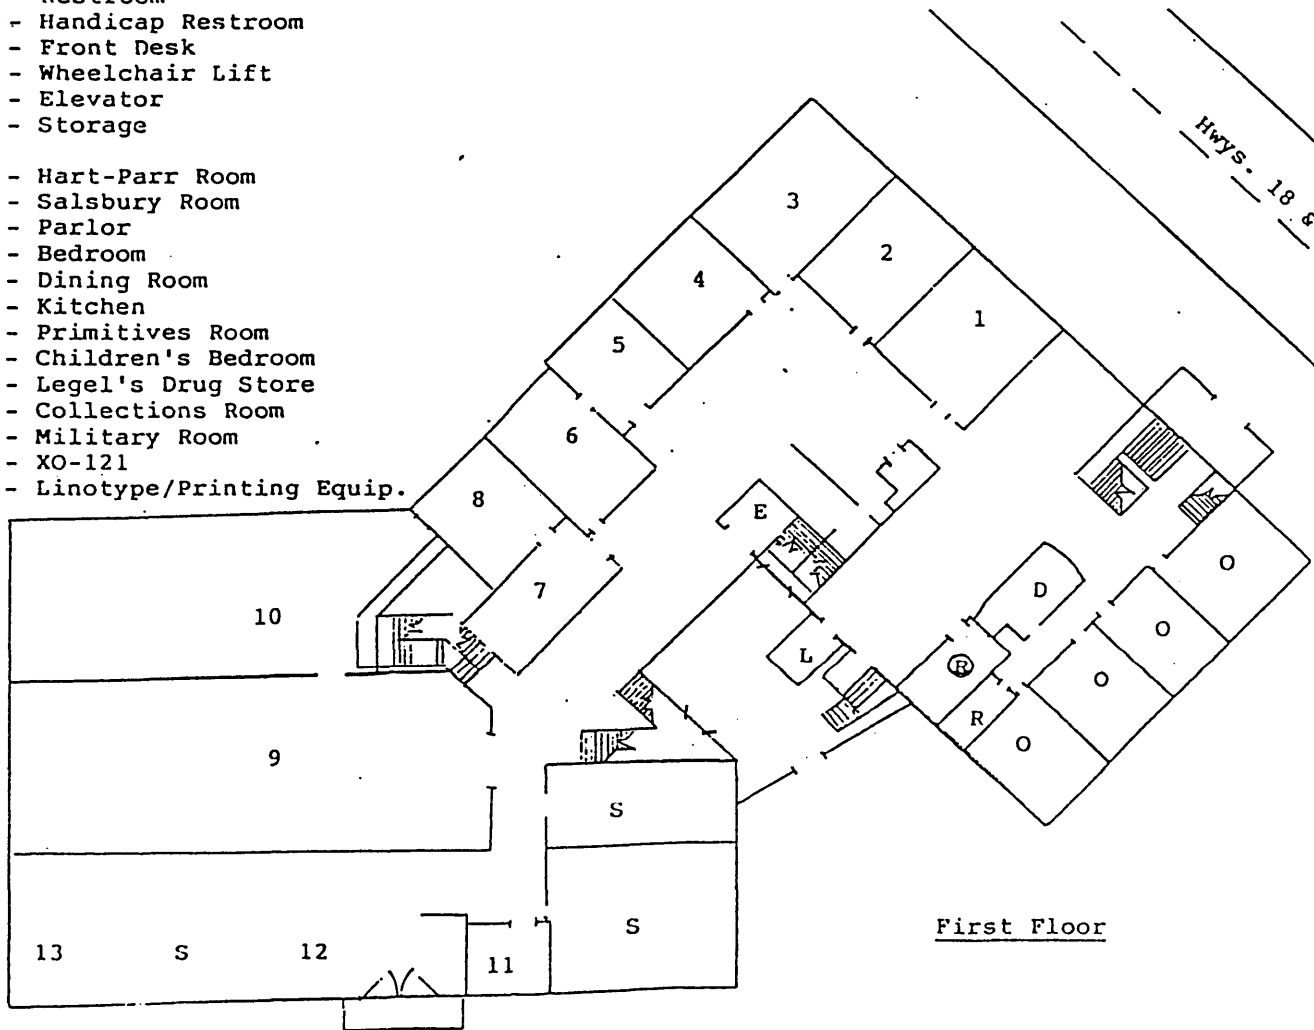 - Restroom
- Handicap Restroom
- Front Desk
- Wheelchair Lift
- Elevator
- Storage
- Hart-Parr Room
- Salsbury Room
- Parlor
- Bedroom
- Dining Room
- Kitchen
- Primitives Room
- Children's Bedroom
- Legel's Drug Store
- Collections Room
- Military Room
- XO-121
- Linotype/Printing Equip.
Hwys. 18 &
3
2
4
1
5
6
8
E
7
O
D
10
O
L
R
O
R
O
9
S
S
13 S 12
11
First Floor